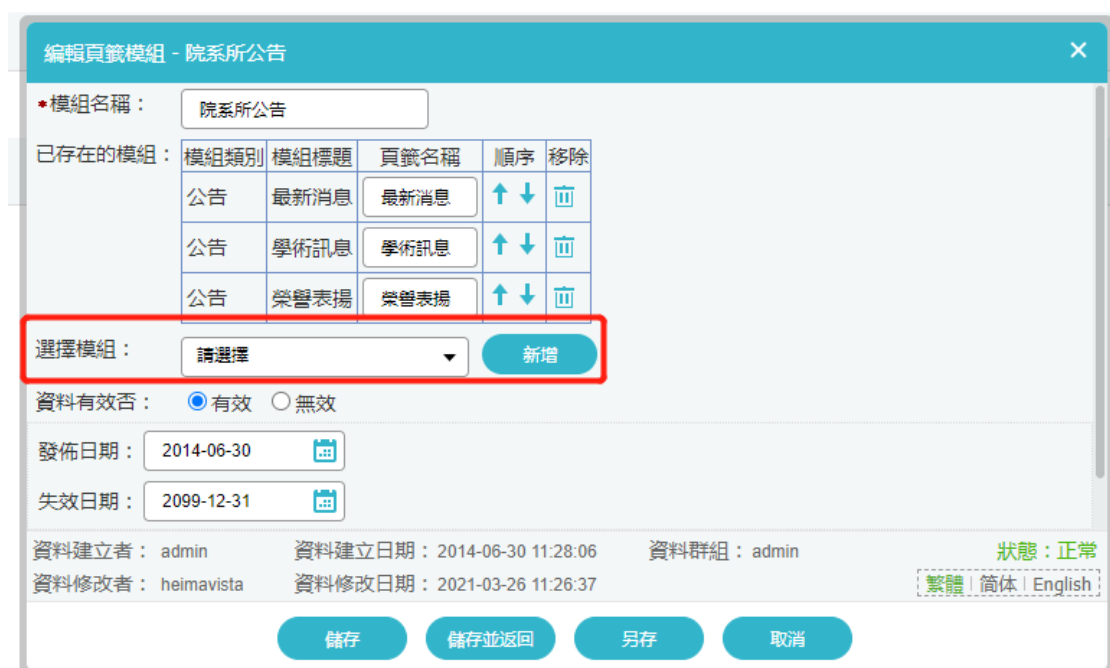 編輯頁籤模組 - 院系所公告 ×
*模組名稱： 院系所公告
已存在的模組： 模組類別 模組標題 頁籤名稱 順序 移除
公告 最新消息 最新消息
公告 學術訊息 學術訊息
公告 榮譽表揚 榮譽表揚
選擇模組： 請選擇 新增
資料有效否： 有效 無效
發佈日期： 2014-06-30
失效日期： 2099-12-31
資料建立者： admin 資料建立日期：2014-06-30 11:28:06 資料群組：admin 狀態：正常
資料修改者： heimavista 資料修改日期：2021-03-26 11:26:37 繁體 | 简体 | English
儲存 儲存並返回 另存 取消